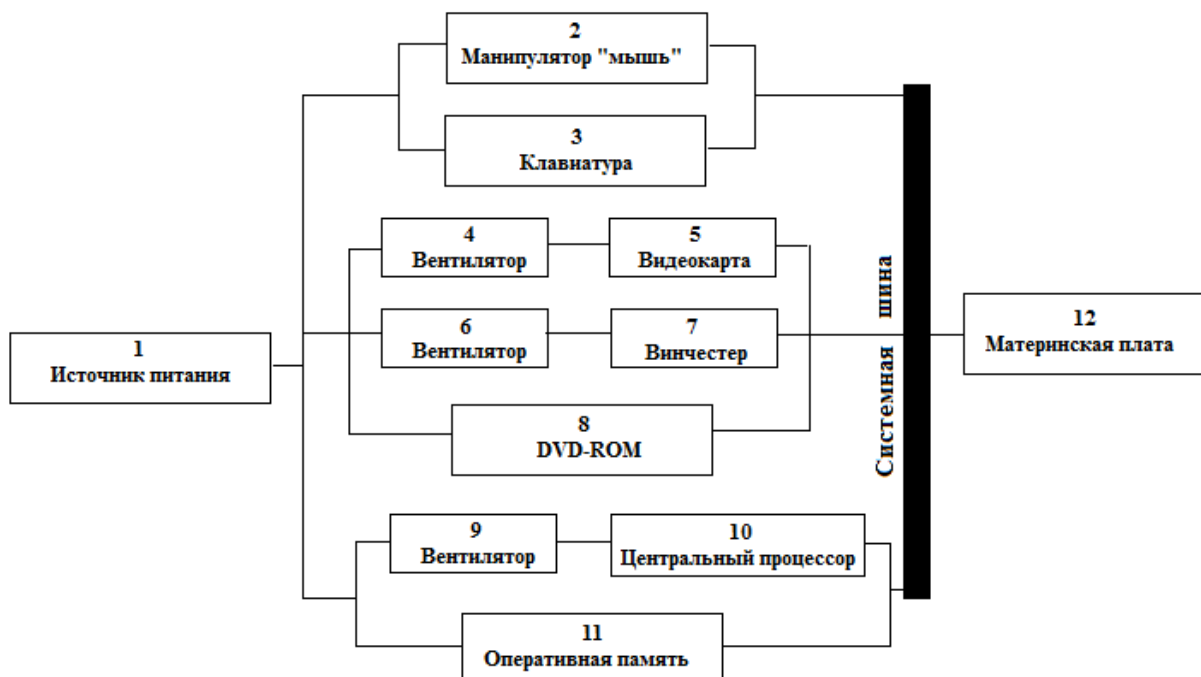 2
Манипулятор "мышь"
3
Клавиатура
4
Вентилятор
5
Видеокарта
6
Вентилятор
7
Винчестер
1
Источник питания
8
DVD-ROM
9
Вентилятор
10
Центральный процессор
11
Оперативная память
Системная шина
12
Материнская плата